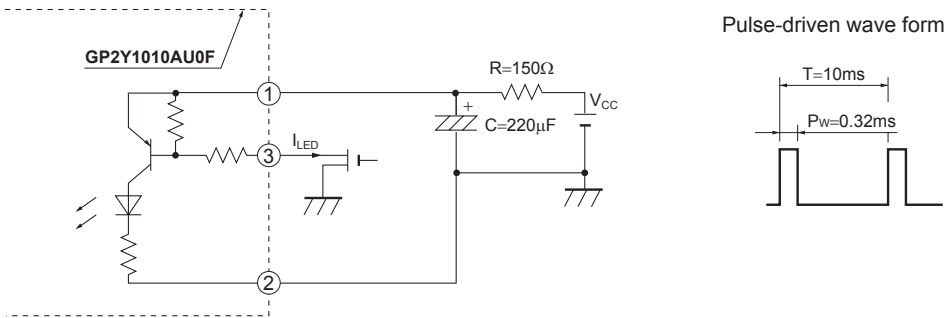 Pulse-driven wave form
GP2Y1010AU0F
R=150Ω
T=10ms
1
+
VCC
C=220μF
PW=0.32ms
3
ILED
2